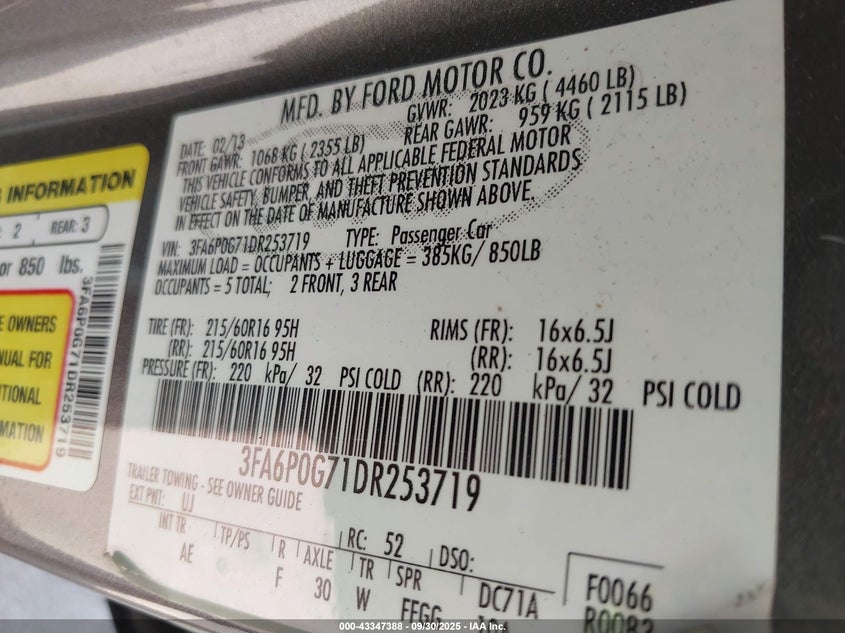 MFD. BY FORD MOTOR CO.
DATE: 02/13 GVWR: 2023 KG ( 4460 LB)
FRONT GAWR: 1068 KG ( 2355 LB) REAR GAWR: 959 KG ( 2115 LB)
THIS VEHICLE CONFORMS TO ALL APPLICABLE FEDERAL MOTOR
VEHICLE SAFETY, BUMPER, AND THEFT PREVENTION STANDARDS
IN EFFECT ON THE DATE OF MANUFACTURE SHOWN ABOVE.
VIN: 3FA6P0G71DR253719 TYPE: Passenger Car
MAXIMUM LOAD = OCCUPANTS + LUGGAGE = 385KG/ 850LB
OCCUPANTS = 5 TOTAL: 2 FRONT, 3 REAR
TIRE (FR): 215/60R16 95H RIMS (FR): 16x6.5J
(RR): 215/60R16 95H (RR): 16x6.5J
PRESSURE (FR): 220 kPa/ 32 PSI COLD (RR): 220 kPa/ 32 PSI COLD
3FA6P0G71DR253719
TRAILER TOWING - SEE OWNER GUIDE
EXT PNT: UJ RC: 52 DSO:
INT TR TP/PS R AXLE TR SPR
AE F 30 W FFGG DC71A
F0066
R0082
INFORMATION
2 REAR: 3
or 850 lbs.
OWNERS
FOR
MATION
3FA6P0G71DR253719
000-43347388 - 09/30/2025 - IAA Inc.